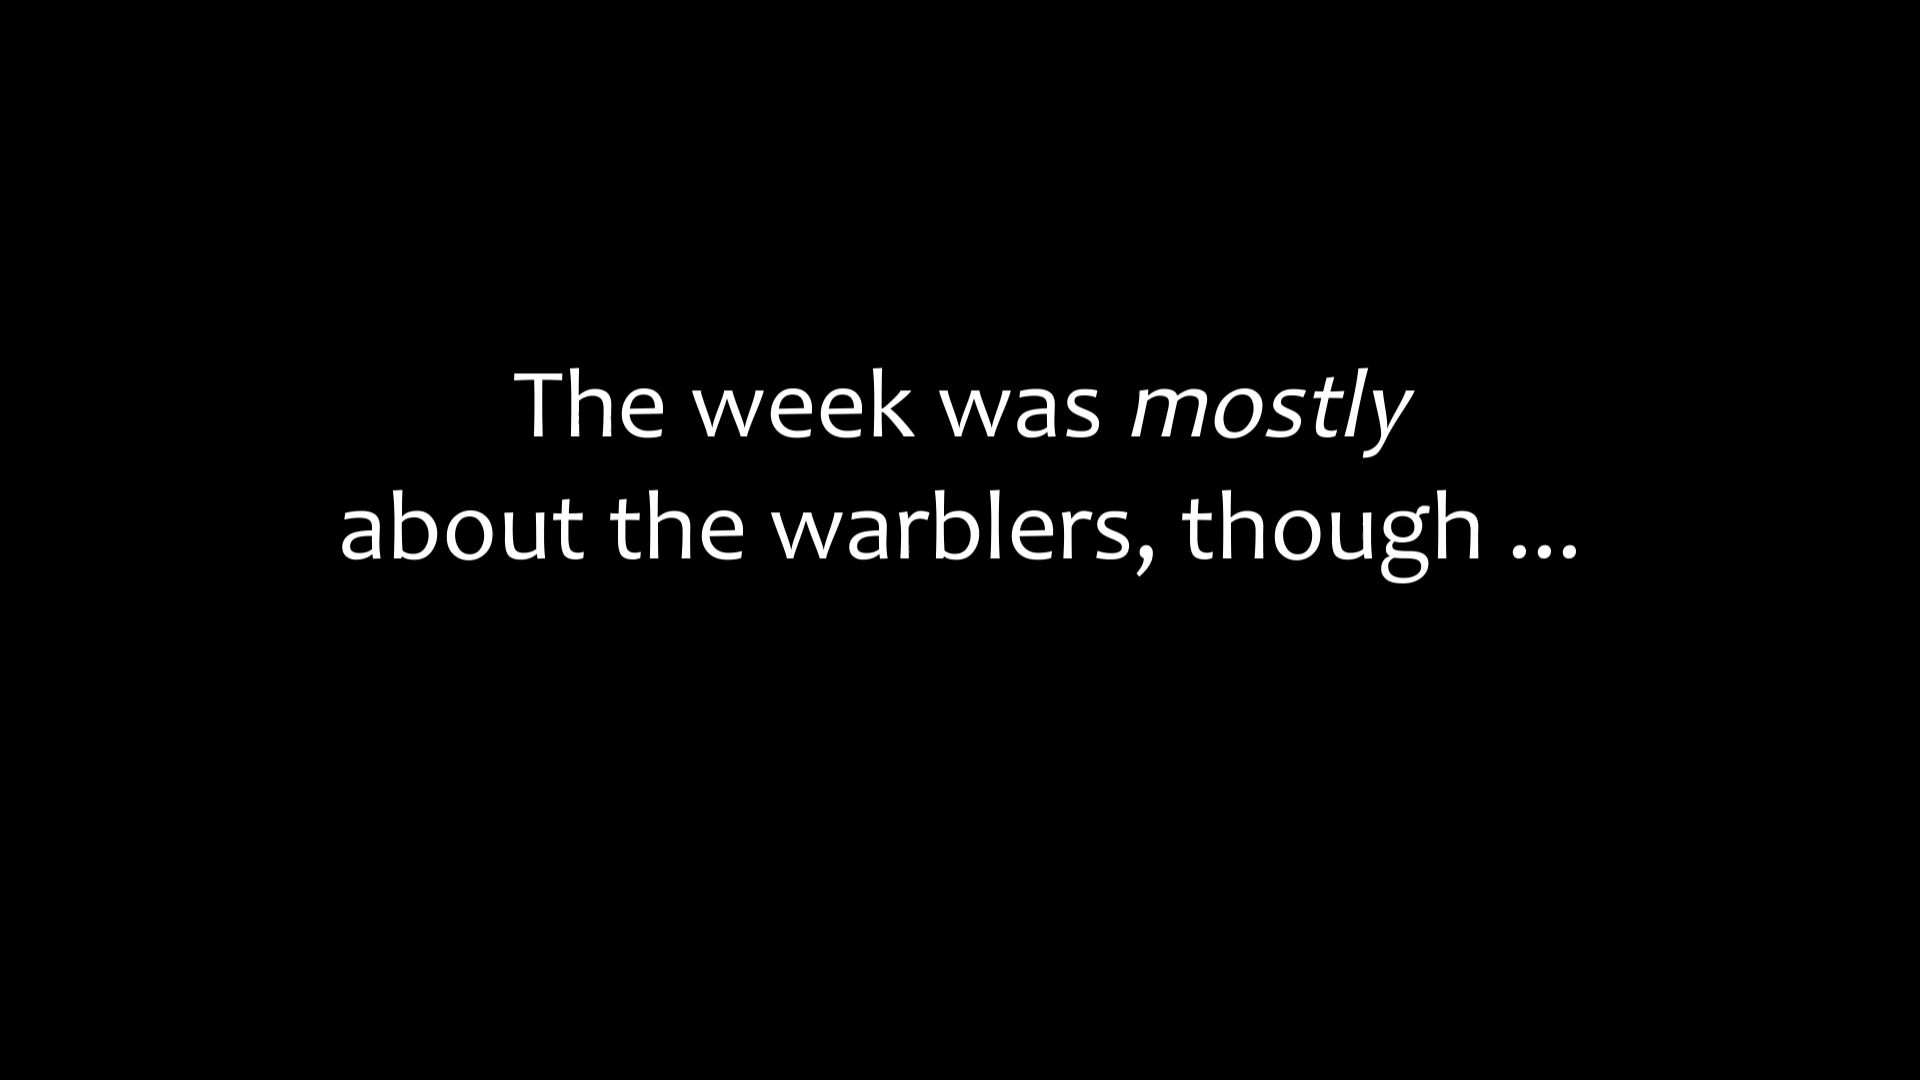 The week was mostly
about the warblers, though ...